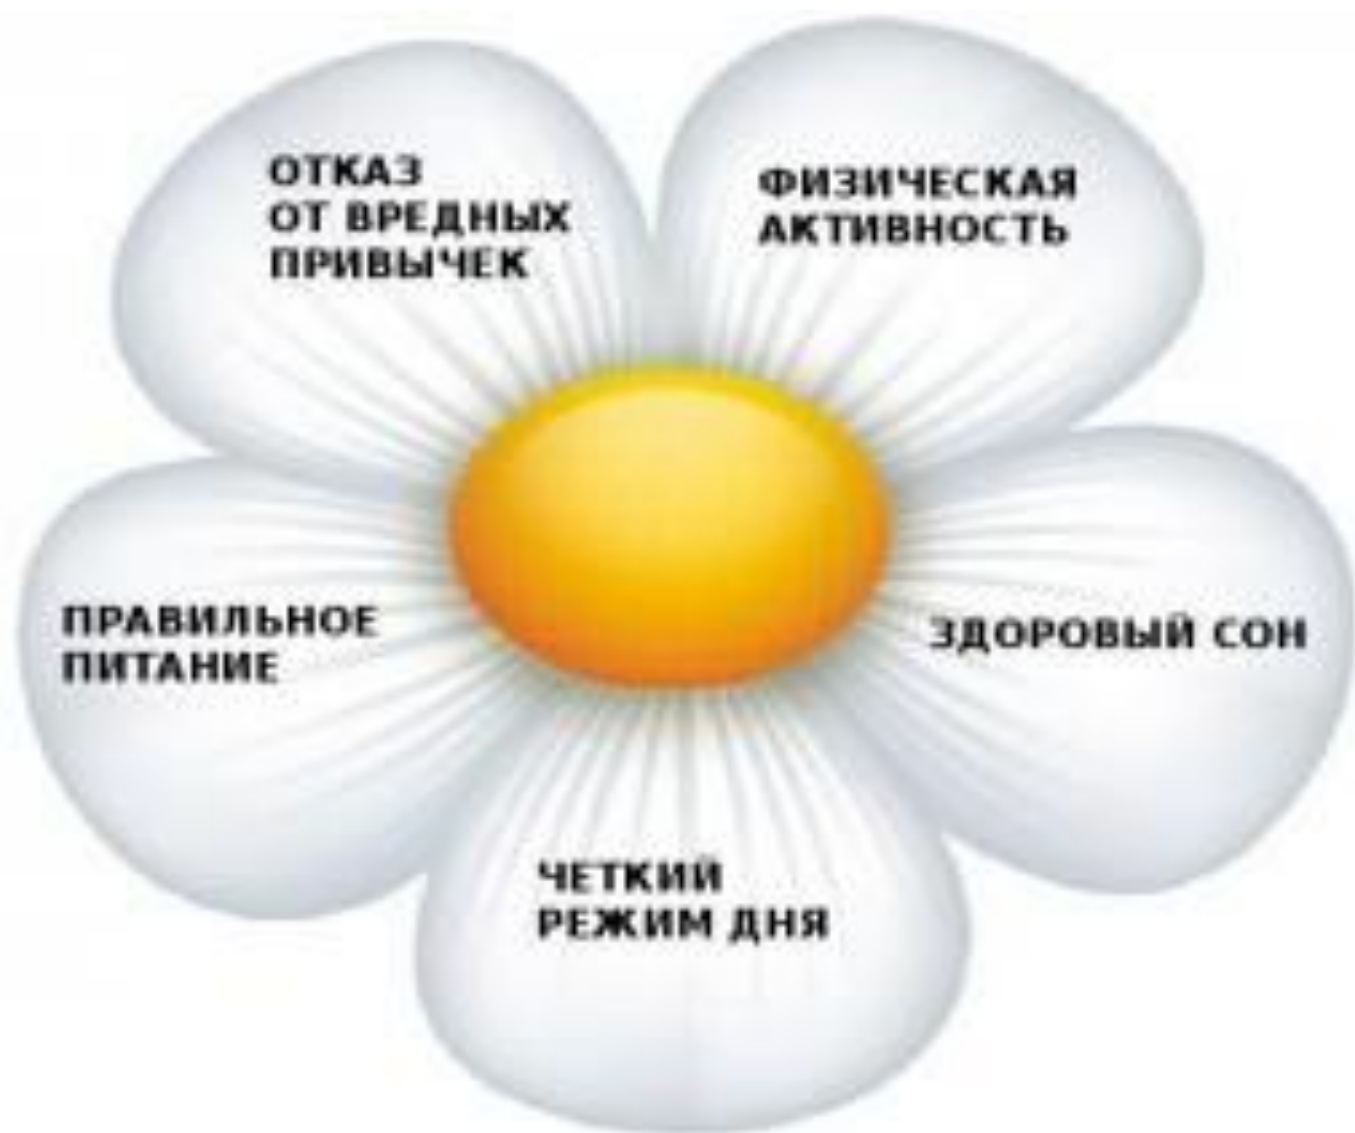 ОТКАЗ
ОТ ВРЕДНЫХ
ПРИВЫЧЕК
ФИЗИЧЕСКАЯ
АКТИВНОСТЬ
ПРАВИЛЬНОЕ
ПИТАНИЕ
ЗДОРОВЫЙ СОН
ЧЕТКИЙ
РЕЖИМ ДНЯ